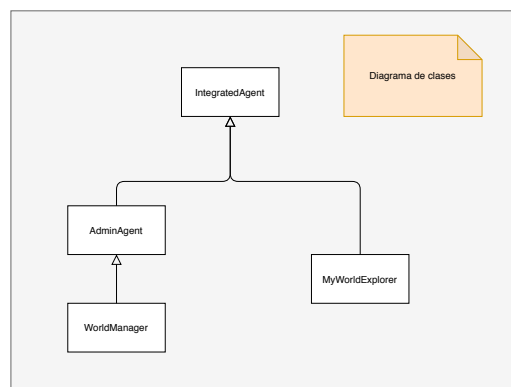 Diagrama de clases
IntegratedAgent
AdminAgent
MyWorldExplorer
WorldManager